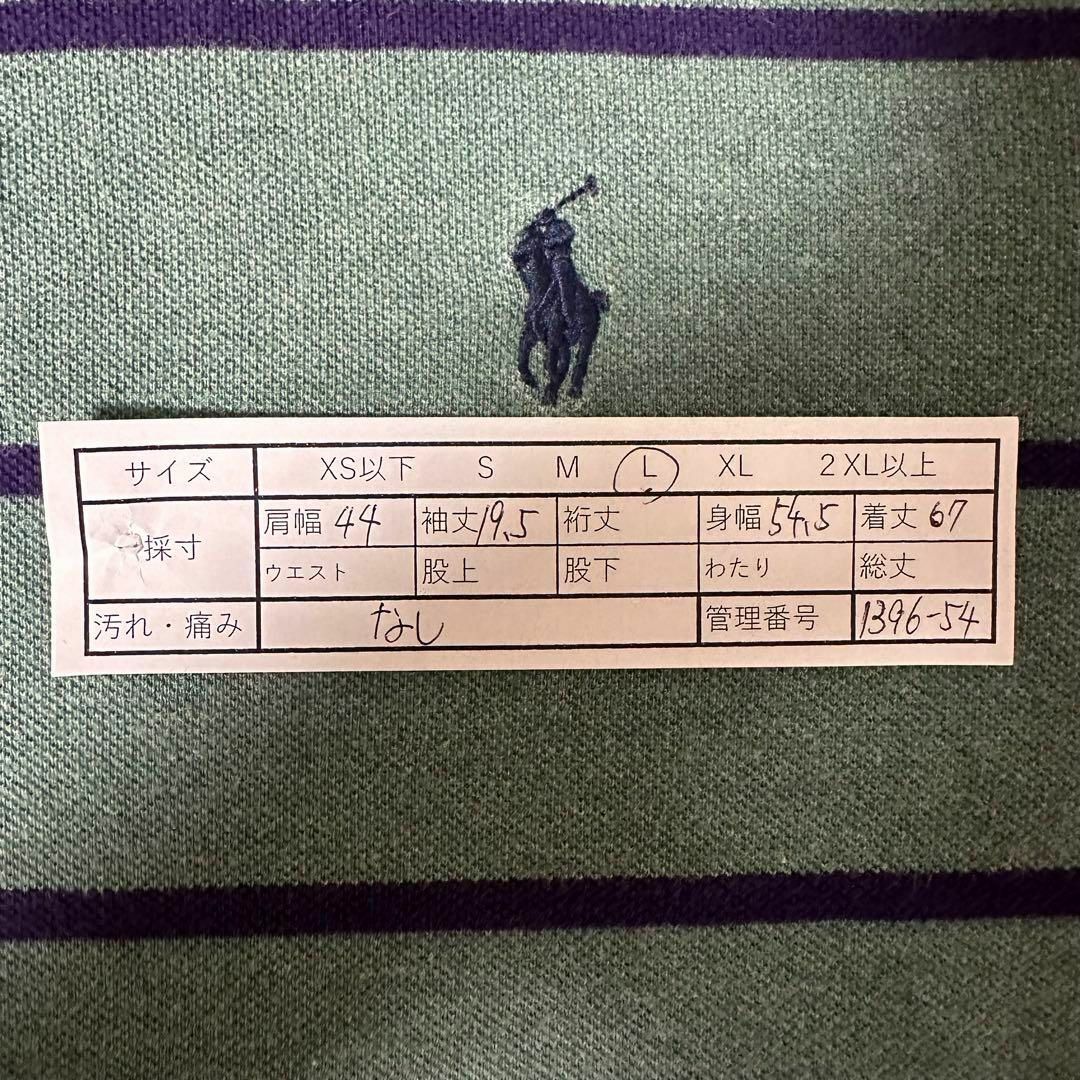 サイズ XS以下 S M L XL 2XL以上
採寸 肩幅 44 袖丈 19.5 裄丈 身幅 54.5 着丈 67
ウエスト 股上 股下 わたり 総丈
汚れ・痛み なし 管理番号 1396-54